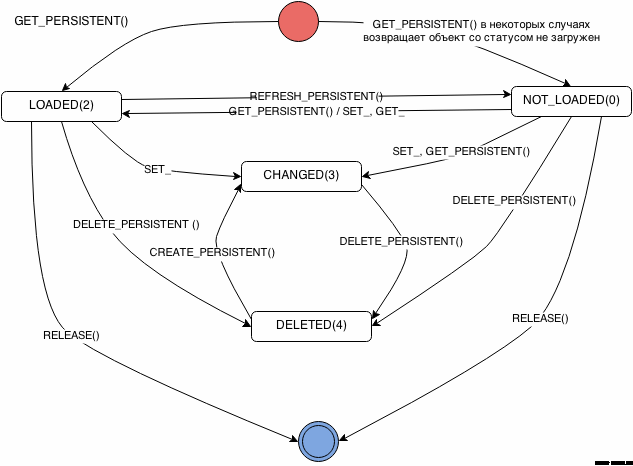 GET_PERSISTENT()
GET_PERSISTENT() в некоторых случаях
возвращает объект со статусом не загружен
LOADED(2)
REFRESH_PERSISTENT()
NOT_LOADED(0)
GET_PERSISTENT() / SET_, GET_
SET_, GET_PERSISTENT()
SET_
CHANGED(3)
DELETE_PERSISTENT()
DELETE_PERSISTENT ()
DELETE_PERSISTENT()
CREATE_PERSISTENT()
DELETED(4)
RELEASE()
RELEASE()